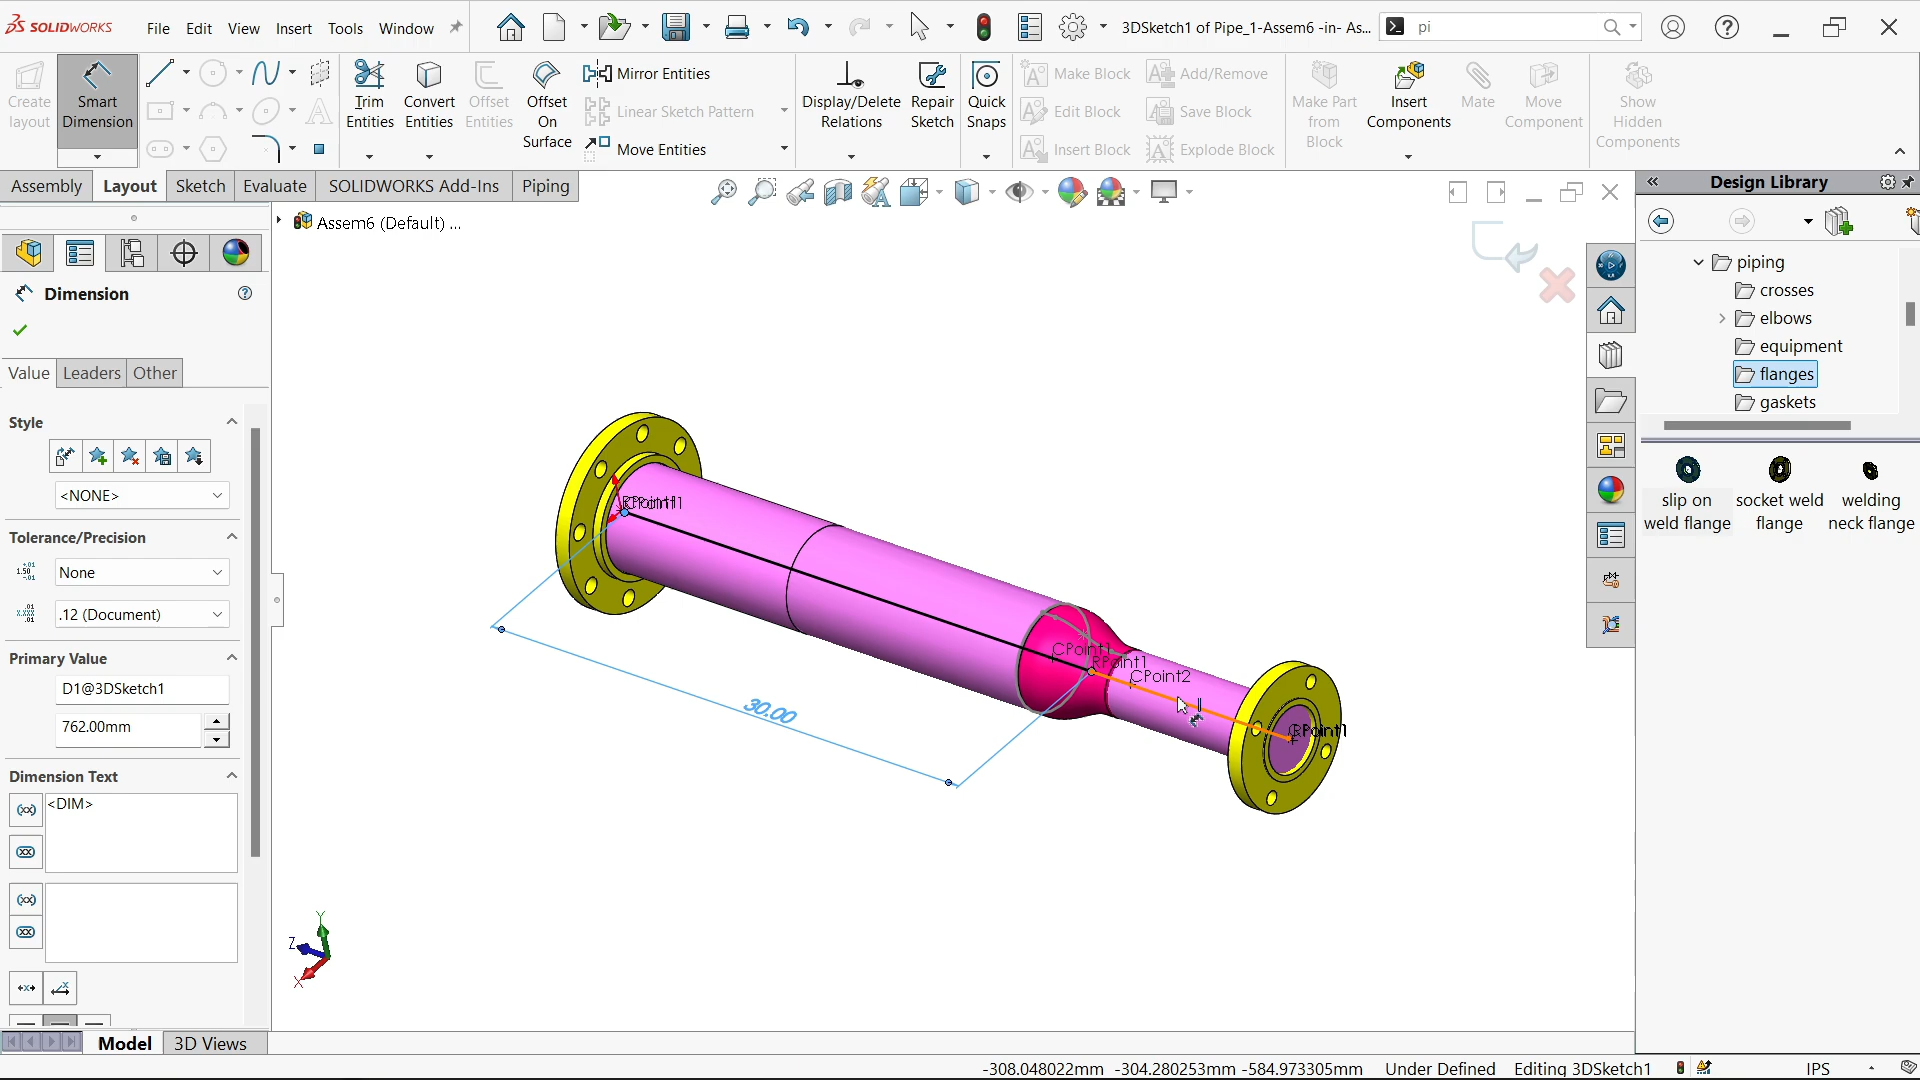 SOLIDWORKS
File Edit View Insert Tools Window
3DSketch1 of Pipe_1-Assem6 -in- As...
pi
Create layout
Smart Dimension
Trim Entities
Convert Entities
Offset Entities
Offset On Surface
Mirror Entities
Linear Sketch Pattern
Move Entities
Display/Delete Relations
Repair Sketch
Quick Snaps
Make Block
Edit Block
Insert Block
Add/Remove
Save Block
Explode Block
Make Part from Block
Insert Components
Mate
Move Component
Show Hidden Components
Assembly Layout Sketch Evaluate SOLIDWORKS Add-Ins Piping
Design Library
Assem6 (Default) ...
Dimension
Value Leaders Other
Style
<NONE>
Tolerance/Precision
None
.12 (Document)
Primary Value
D1@3DSketch1
762.00mm
Dimension Text
<DIM>
CPoint1
30.00
CPoint1
RPoint1
CPoint2
Y
Z
X
piping
crosses
elbows
equipment
flanges
gaskets
slip on weld flange
socket weld flange
welding neck flange
Model 3D Views
-308.048022mm -304.280253mm -584.973305mm Under Defined Editing 3DSketch1 IPS